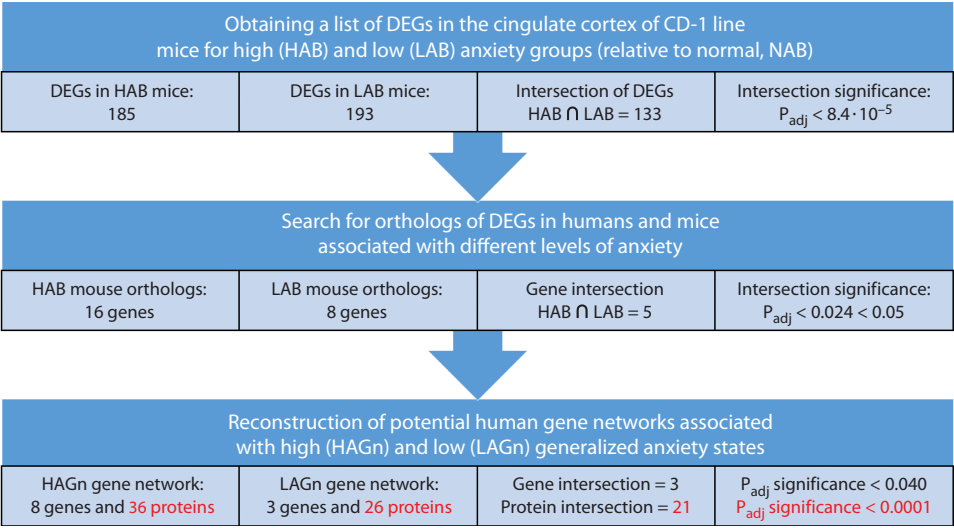 Obtaining a list of DEGs in the cingulate cortex of CD-1 line
mice for high (HAB) and low (LAB) anxiety groups (relative to normal, NAB)
DEGs in HAB mice:
185
DEGs in LAB mice:
193
Intersection of DEGs
HAB ∩ LAB = 133
Intersection significance:
P_adj < 8.4·10⁻⁵
Search for orthologs of DEGs in humans and mice
associated with different levels of anxiety
HAB mouse orthologs:
16 genes
LAB mouse orthologs:
8 genes
Gene intersection
HAB ∩ LAB = 5
Intersection significance:
P_adj < 0.024 < 0.05
Reconstruction of potential human gene networks associated
with high (HAGn) and low (LAGn) generalized anxiety states
HAGn gene network:
8 genes and 36 proteins
LAGn gene network:
3 genes and 26 proteins
Gene intersection = 3
Protein intersection = 21
P_adj significance < 0.040
P_adj significance < 0.0001